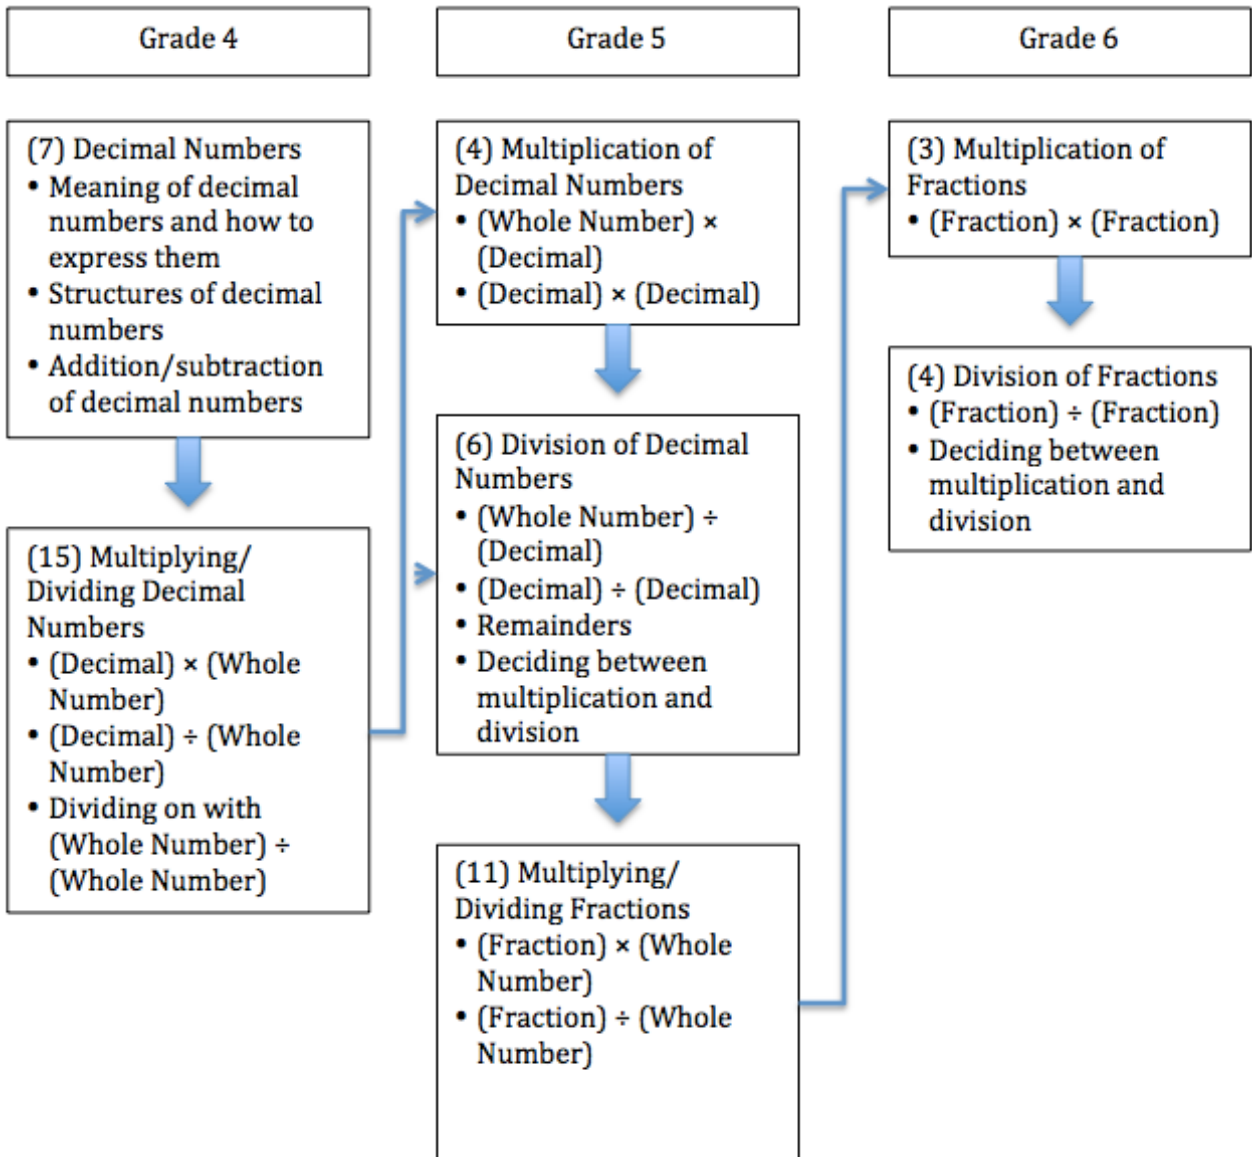 Grade 4
(7) Decimal Numbers
• Meaning of decimal
numbers and how to
express them
• Structures of decimal
numbers
• Addition/subtraction
of decimal numbers
(15) Multiplying/
Dividing Decimal
Numbers
• (Decimal) × (Whole
Number)
• (Decimal) ÷ (Whole
Number)
• Dividing on with
(Whole Number) ÷
(Whole Number)
Grade 5
(4) Multiplication of
Decimal Numbers
• (Whole Number) ×
(Decimal)
• (Decimal) × (Decimal)
(6) Division of Decimal
Numbers
• (Whole Number) ÷
(Decimal)
• (Decimal) ÷ (Decimal)
• Remainders
• Deciding between
multiplication and
division
(11) Multiplying/
Dividing Fractions
• (Fraction) × (Whole
Number)
• (Fraction) ÷ (Whole
Number)
Grade 6
(3) Multiplication of
Fractions
• (Fraction) × (Fraction)
(4) Division of Fractions
• (Fraction) ÷ (Fraction)
• Deciding between
multiplication and
division